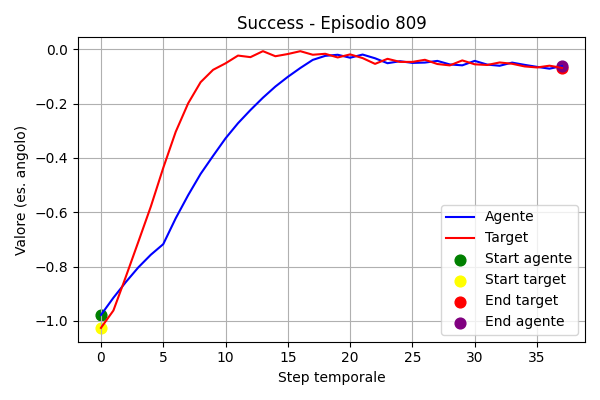 Success - Episodio 809
Valore (es. angolo)
0.0
−0.2
−0.4
−0.6
−0.8
−1.0
0
5
10
15
20
25
30
35
Step temporale
Agente
Target
Start agente
Start target
End target
End agente